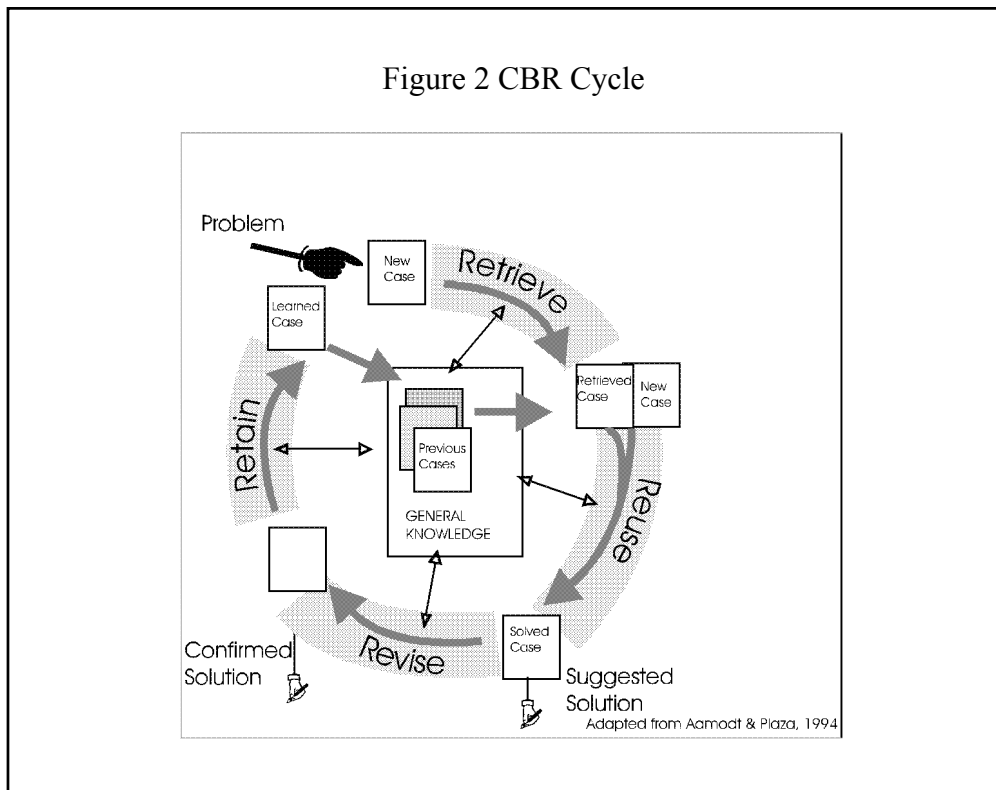 Figure 2 CBR Cycle
Problem
New
Case
Retrieve
Learned
Case
Retrieved
Case
New
Case
Previous
Cases
Retain
GENERAL
KNOWLEDGE
Reuse
Solved
Case
Revise
Confirmed
Solution
Suggested
Solution
Adapted from Aamodt & Plaza, 1994